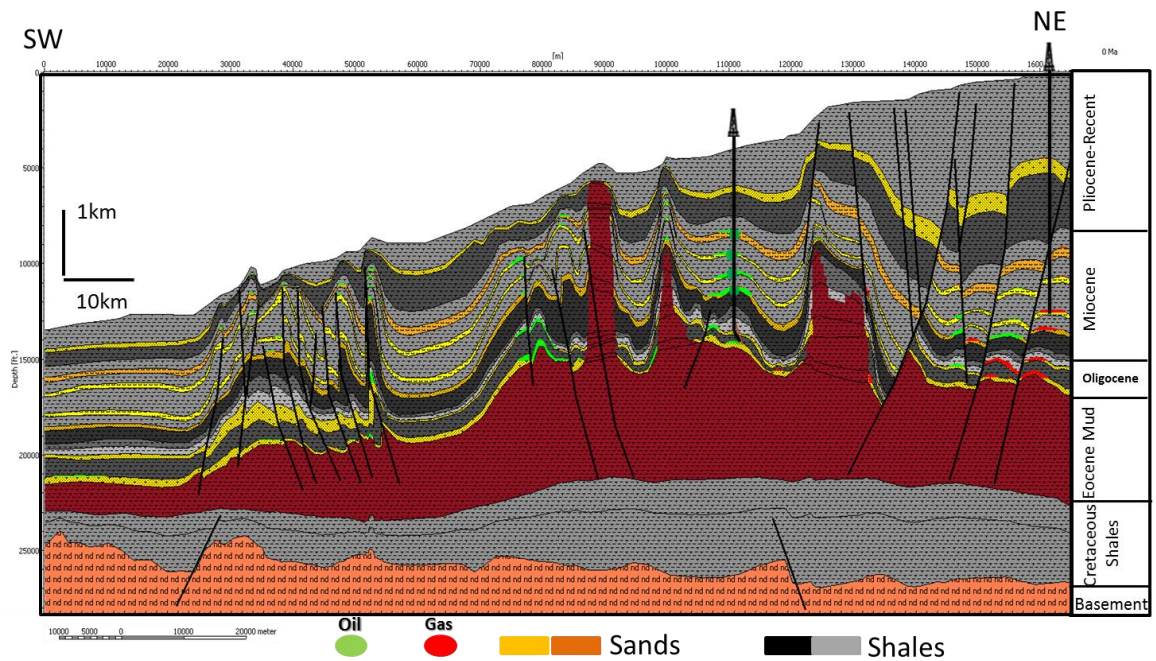 SW
NE
[m]
0 Ma
0 10000 20000 30000 40000 50000 60000 70000 80000 90000 100000 110000 120000 130000 140000 150000 1600
0
5000
10000
15000
20000
25000
Depth [ft.]
1km
10km
Pliocene-Recent
Miocene
Oligocene
Eocene Mud
Cretaceous
Shales
Basement
10000 5000 0 10000 20000 meter
Oil
Gas
Sands
Shales